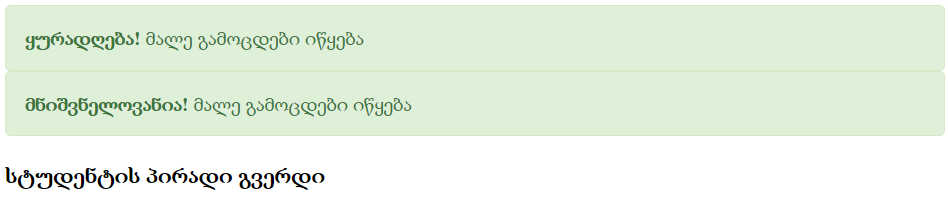 ყურადღება! მალე გამოცდები იწყება
მნიშვნელოვანია! მალე გამოცდები იწყება
სტუდენტის პირადი გვერდი